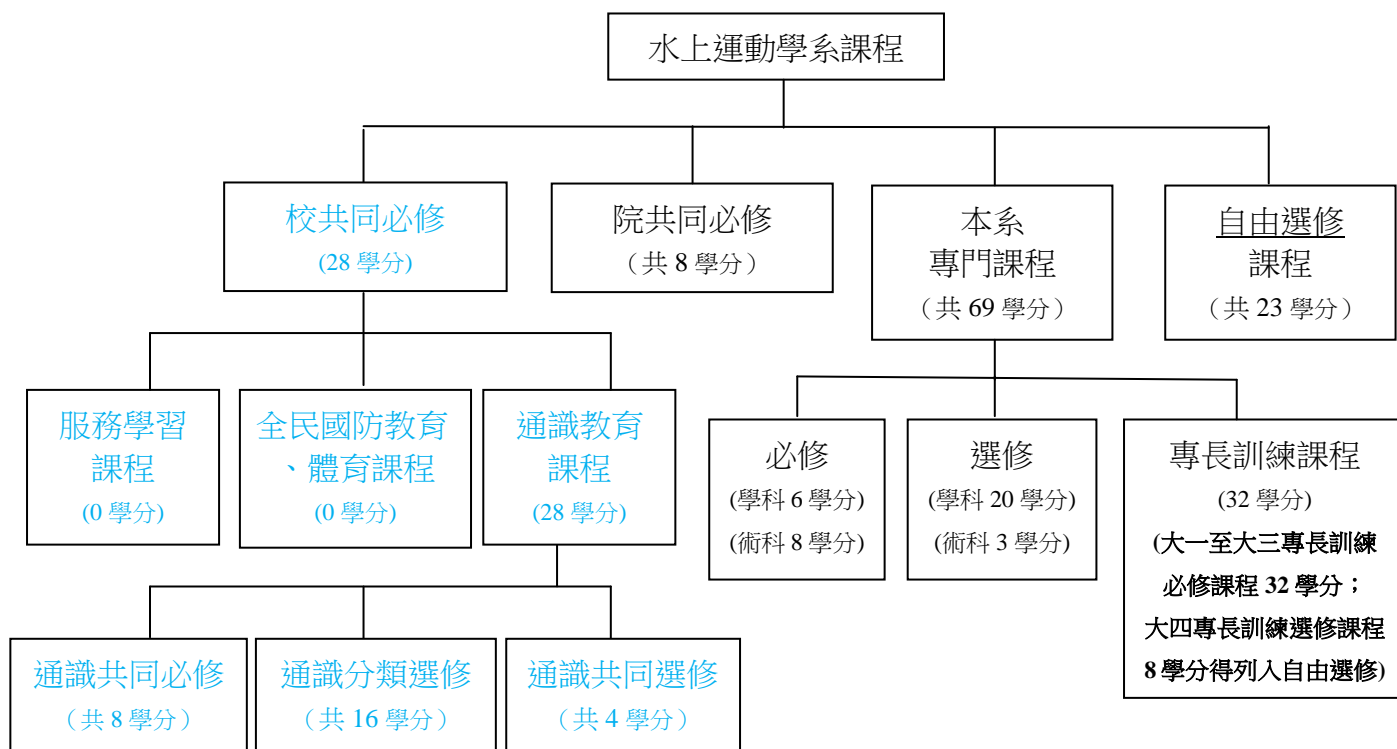 水上運動學系課程
校共同必修
(28 學分)
院共同必修
（共 8 學分）
本系
專門課程
（共 69 學分）
自由選修
課程
（共 23 學分）
服務學習
課程
(0 學分)
全民國防教育
、體育課程
(0 學分)
通識教育
課程
(28 學分)
必修
(學科 6 學分)
(術科 8 學分)
選修
(學科 20 學分)
(術科 3 學分)
專長訓練課程
(32 學分)
(大一至大三專長訓練
必修課程 32 學分；
大四專長訓練選修課程
8 學分得列入自由選修)
通識共同必修
（共 8 學分）
通識分類選修
（共 16 學分）
通識共同選修
（共 4 學分）